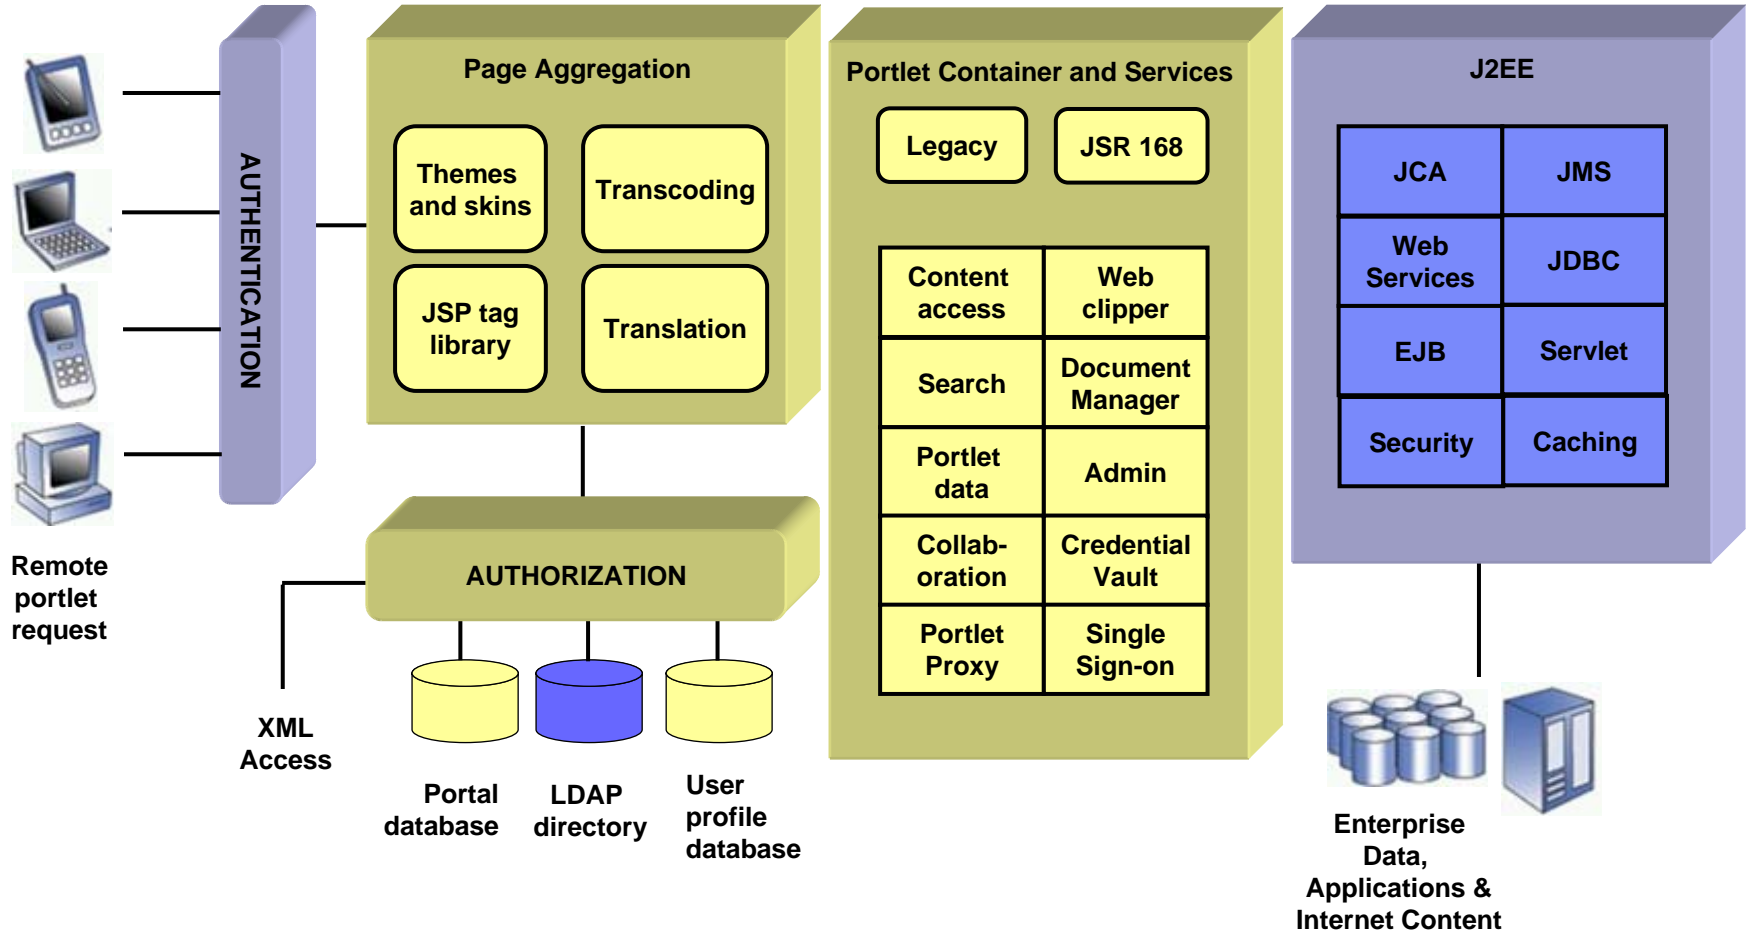 AUTHENTICATION
Remote
portlet
request
Page Aggregation
Themes
and skins
Transcoding
JSP tag
library
Translation
AUTHORIZATION
XML
Access
Portal
database
LDAP
directory
User
profile
database
Portlet Container and Services
Legacy
JSR 168
Content
access
Web
clipper
Search
Document
Manager
Portlet
data
Admin
Collab-
oration
Credential
Vault
Portlet
Proxy
Single
Sign-on
J2EE
JCA
JMS
Web
Services
JDBC
EJB
Servlet
Security
Caching
Enterprise
Data,
Applications &
Internet Content